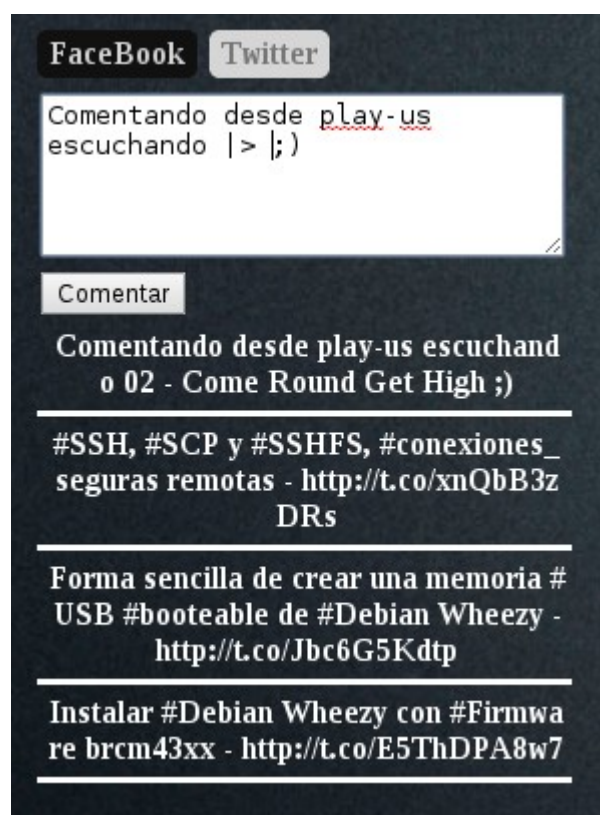 FaceBook Twitter
Comentando desde play-us
escuchando |> ;)
Comentar
Comentando desde play-us escuchand
o 02 - Come Round Get High ;)
#SSH, #SCP y #SSHFS, #conexiones_
seguras remotas - http://t.co/xnQbB3z
DRs
Forma sencilla de crear una memoria #
USB #booteable de #Debian Wheezy -
http://t.co/Jbc6G5Kdtp
Instalar #Debian Wheezy con #Firmwa
re brcm43xx - http://t.co/E5ThDPA8w7